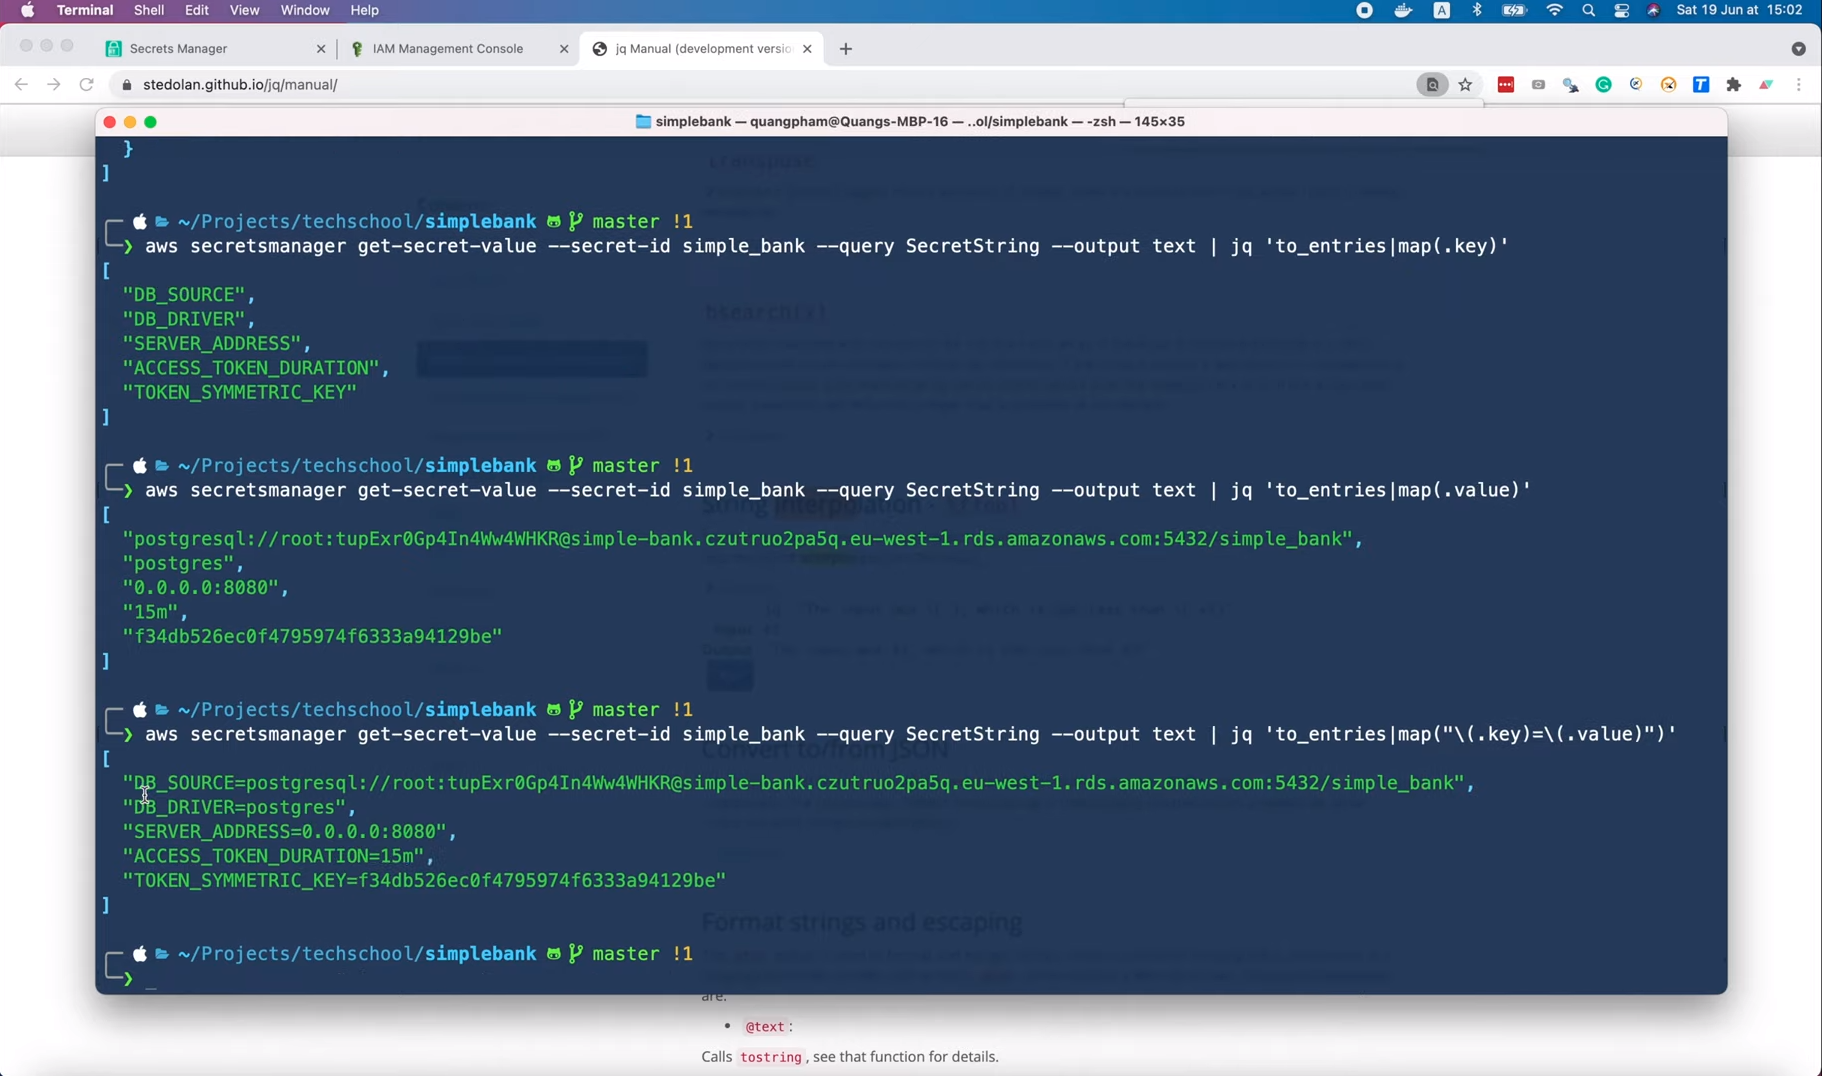 Terminal Shell Edit View Window Help A Sat 19 Jun at 15:02
Secrets Manager IAM Management Console jq Manual (development versio
stedolan.github.io/jq/manual/
simplebank — quangpham@Quangs-MBP-16 — ..ol/simplebank — -zsh — 145×35
}
]
~/Projects/techschool/simplebank master !1
❯ aws secretsmanager get-secret-value --secret-id simple_bank --query SecretString --output text | jq 'to_entries|map(.key)'
[
"DB_SOURCE",
"DB_DRIVER",
"SERVER_ADDRESS",
"ACCESS_TOKEN_DURATION",
"TOKEN_SYMMETRIC_KEY"
]
~/Projects/techschool/simplebank master !1
❯ aws secretsmanager get-secret-value --secret-id simple_bank --query SecretString --output text | jq 'to_entries|map(.value)'
[
"postgresql://root:tupExr0Gp4In4Ww4WHKR@simple-bank.czutruo2pa5q.eu-west-1.rds.amazonaws.com:5432/simple_bank",
"postgres",
"0.0.0.0:8080",
"15m",
"f34db526ec0f4795974f6333a94129be"
]
~/Projects/techschool/simplebank master !1
❯ aws secretsmanager get-secret-value --secret-id simple_bank --query SecretString --output text | jq 'to_entries|map("\(.key)=\(.value)")'
[
"DB_SOURCE=postgresql://root:tupExr0Gp4In4Ww4WHKR@simple-bank.czutruo2pa5q.eu-west-1.rds.amazonaws.com:5432/simple_bank",
"DB_DRIVER=postgres",
"SERVER_ADDRESS=0.0.0.0:8080",
"ACCESS_TOKEN_DURATION=15m",
"TOKEN_SYMMETRIC_KEY=f34db526ec0f4795974f6333a94129be"
]
Convert to/from JSON
Format strings and escaping
~/Projects/techschool/simplebank master !1
❯ _
are:
• @text:
Calls tostring, see that function for details.